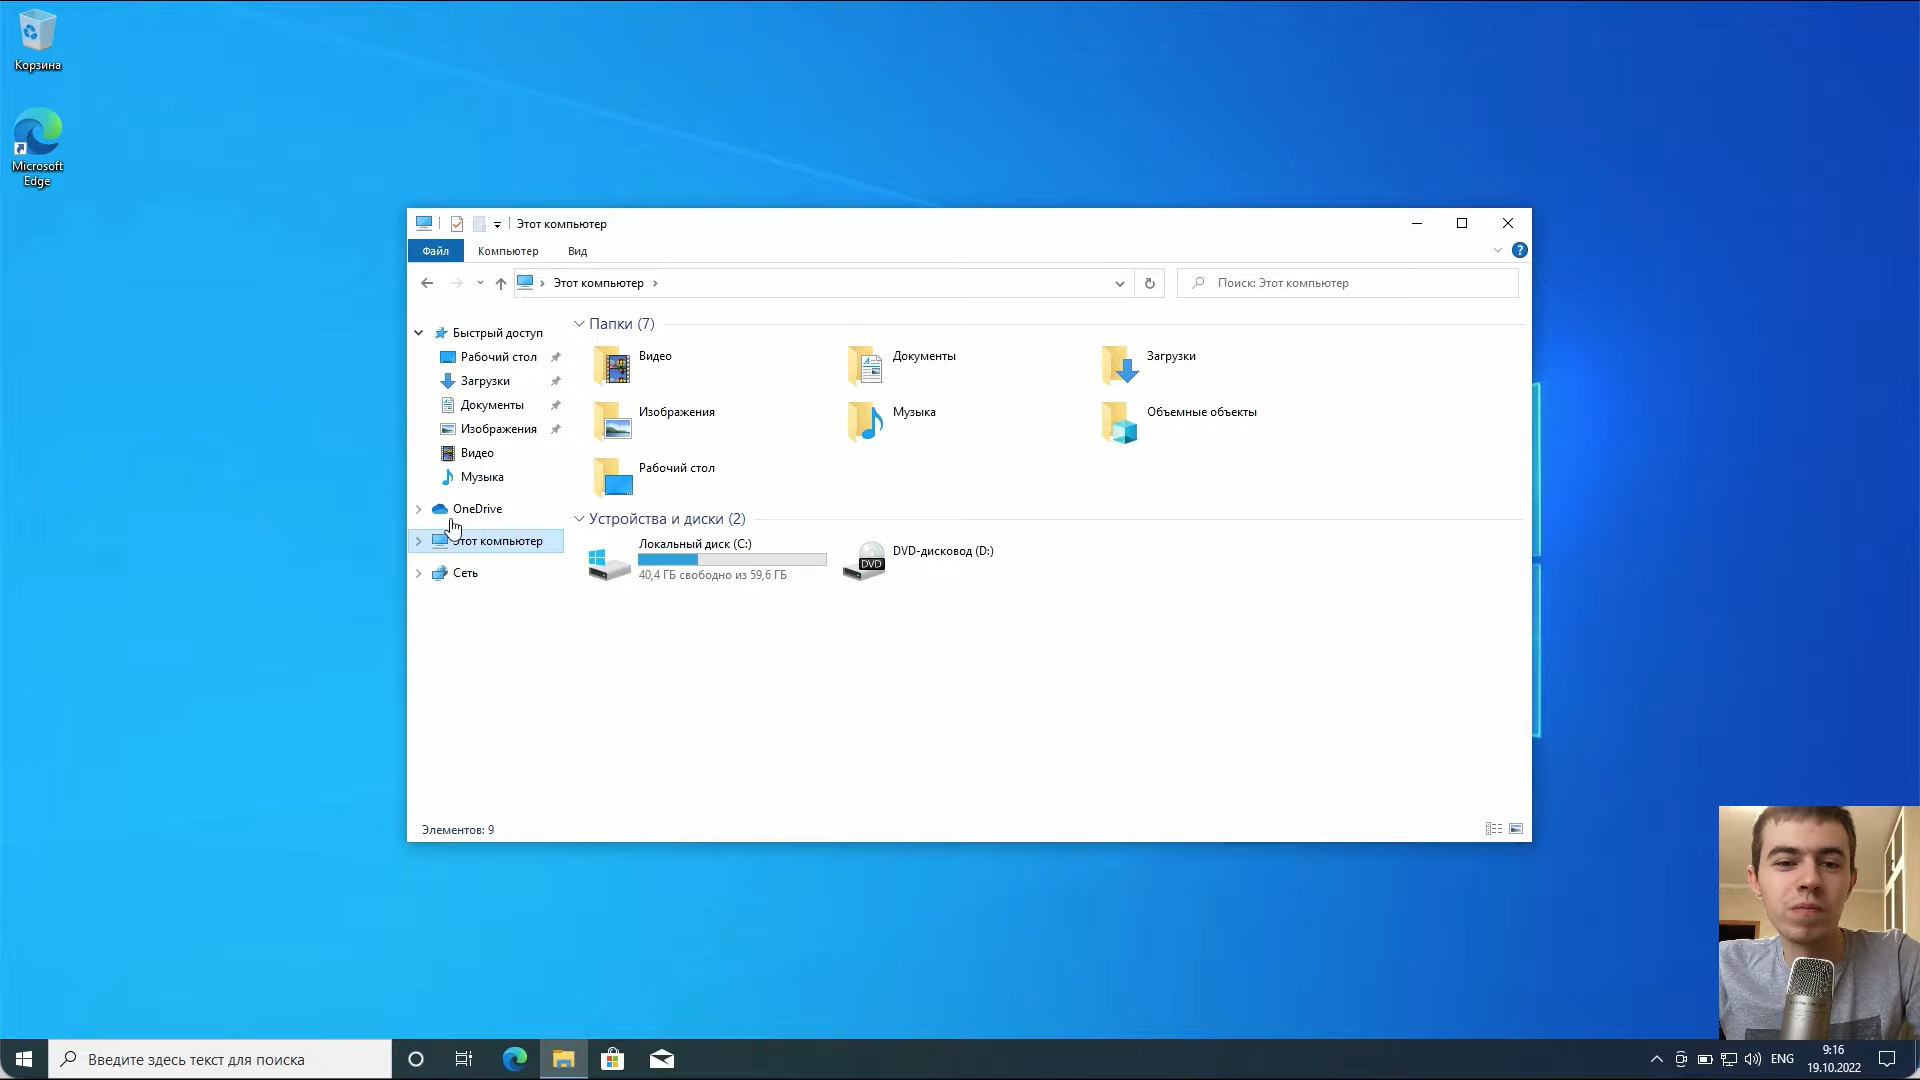 Корзина
Microsoft
Edge
Этот компьютер
Файл
Компьютер
Вид
Этот компьютер
Поиск: Этот компьютер
Быстрый доступ
Рабочий стол
Загрузки
Документы
Изображения
Видео
Музыка
OneDrive
Этот компьютер
Сеть
Папки (7)
Видео
Документы
Загрузки
Изображения
Музыка
Объемные объекты
Рабочий стол
Устройства и диски (2)
Локальный диск (C:)
40,4 ГБ свободно из 59,6 ГБ
DVD
DVD-дисковод (D:)
Элементов: 9
Введите здесь текст для поиска
ENG
9:16
19.10.2022